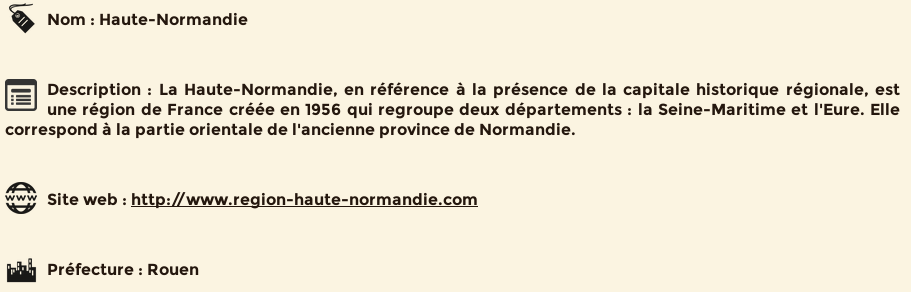 Nom : Haute-Normandie
Description : La Haute-Normandie, en référence à la présence de la capitale historique régionale, est
une région de France créée en 1956 qui regroupe deux départements : la Seine-Maritime et l'Eure. Elle
correspond à la partie orientale de l'ancienne province de Normandie.
www
Site web : http://www.region-haute-normandie.com
Préfecture : Rouen